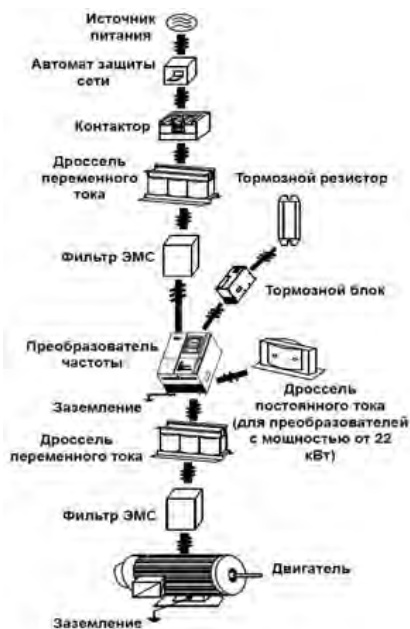 Источник
питания
Автомат защиты
сети
Контактор
Дроссель
переменного
тока
Тормозной резистор
Фильтр ЭМС
Тормозной блок
Преобразователь
частоты
Заземление
Дроссель
постоянного тока
(для преобразователей
с мощностью от 22
кВт)
Дроссель
переменного тока
Фильтр ЭМС
Двигатель
Заземление